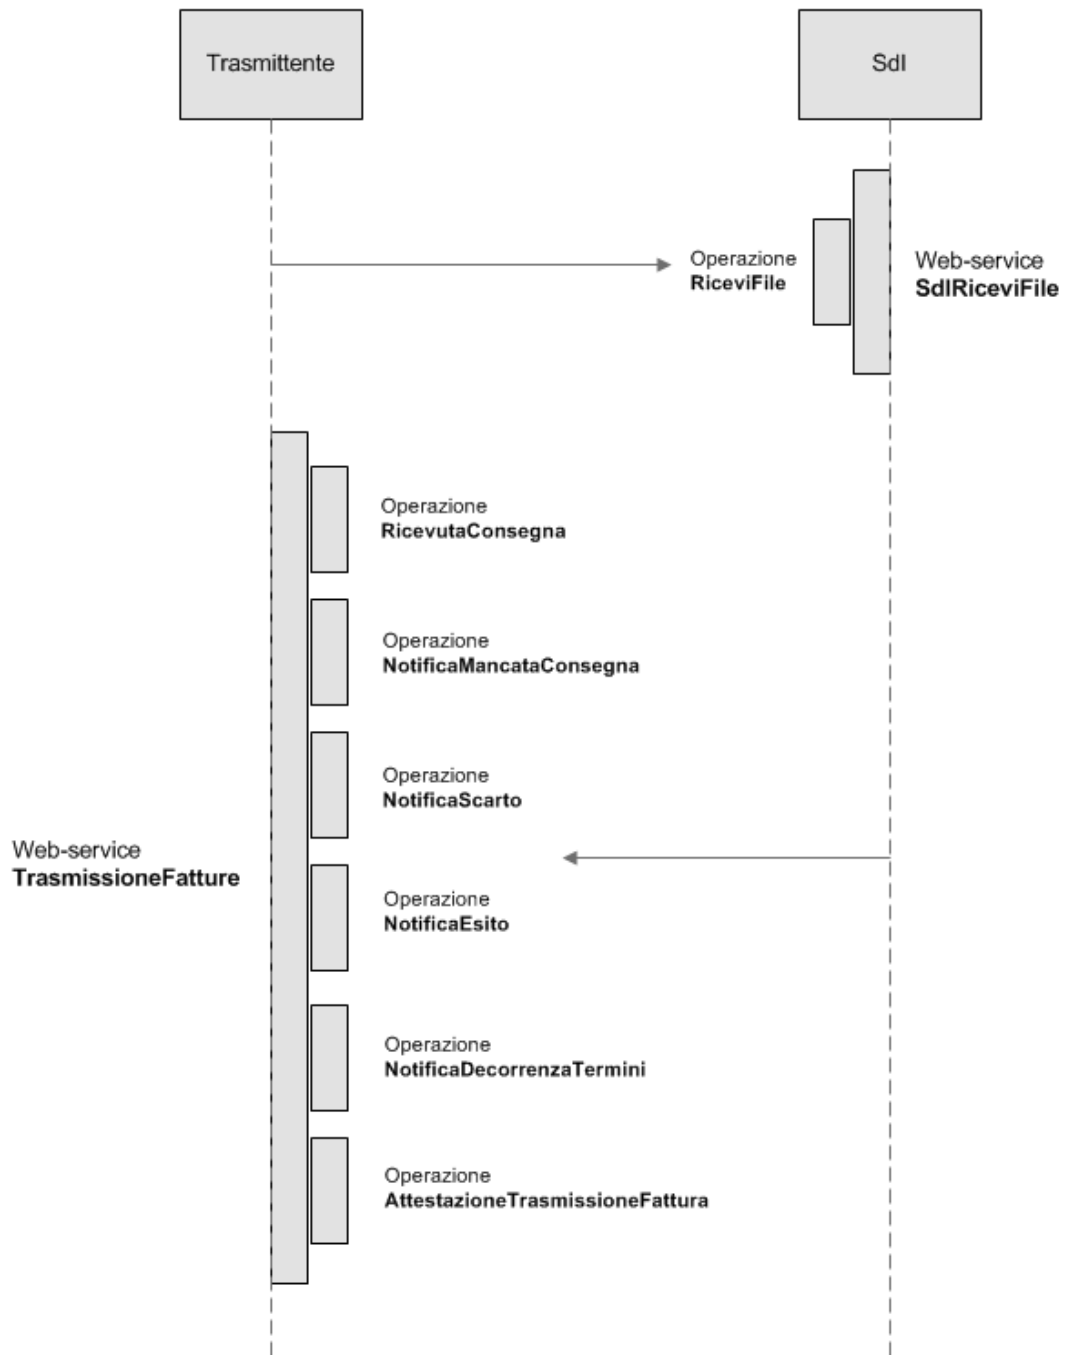 Trasmittente
SdI
Operazione
RiceviFile
Web-service
SdIRiceviFile
Operazione
RicevutaConsegna
Operazione
NotificaMancataConsegna
Operazione
NotificaScarto
Web-service
TrasmissioneFatture
Operazione
NotificaEsito
Operazione
NotificaDecorrenzaTermini
Operazione
AttestazioneTrasmissioneFattura